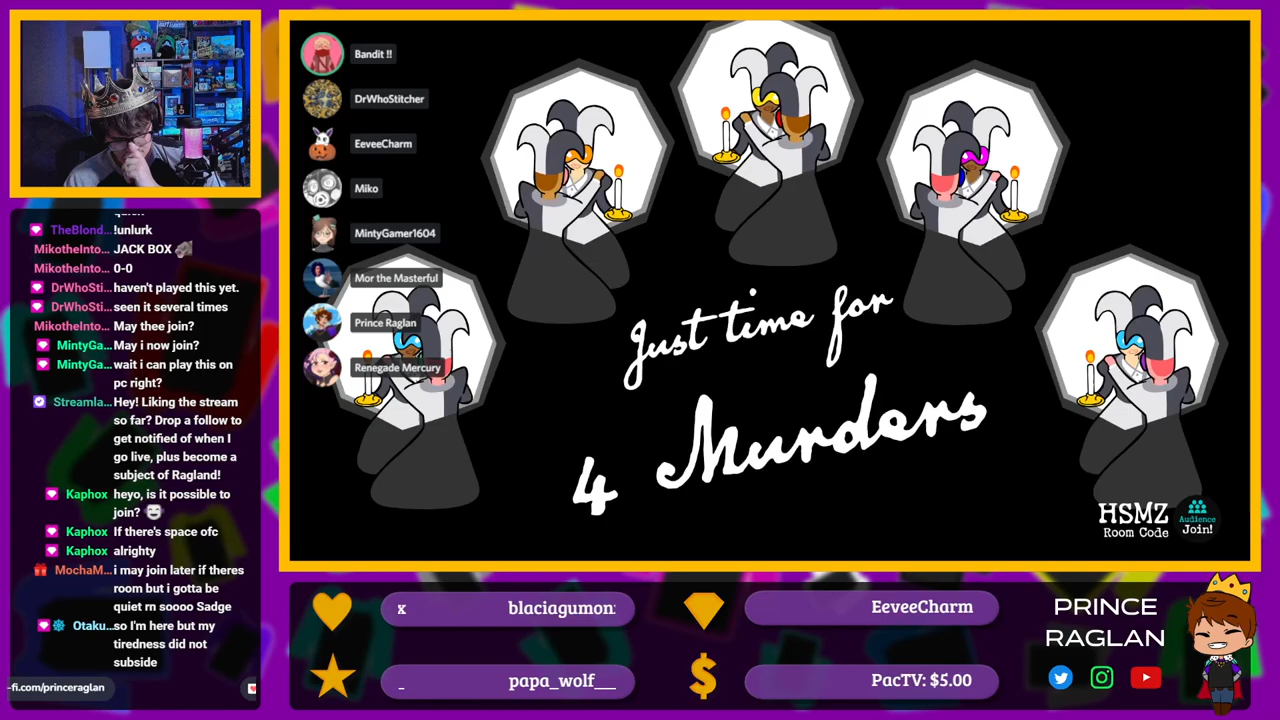 Bandit !!
DrWhoStitcher
EeveeCharm
Miko
MintyGamer1604
Mor the Masterful
Prince Raglan
Renegade Mercury
Just time for
4 Murders
HSMZ
Room Code
Audience
Join!
TheBlond... !unlurk
MikotheInto... JACK BOX
MikotheInto... 0-0
DrWhoSti... haven't played this yet.
DrWhoSti... seen it several times
MikotheInto... May thee join?
MintyGa... May i now join?
MintyGa... wait i can play this on
pc right?
Streamla... Hey! Liking the stream
so far? Drop a follow to
get notified of when I
go live, plus become a
subject of Ragland!
Kaphox heyo, is it possible to
join?
Kaphox If there's space ofc
Kaphox alrighty
MochaM... i may join later if theres
room but i gotta be
quiet rn soooo Sadge
Otaku... so I'm here but my
tiredness did not
subside
-fi.com/princeraglan
x blaciagumon:
EeveeCharm
_ papa_wolf__
PacTV: $5.00
PRINCE
RAGLAN